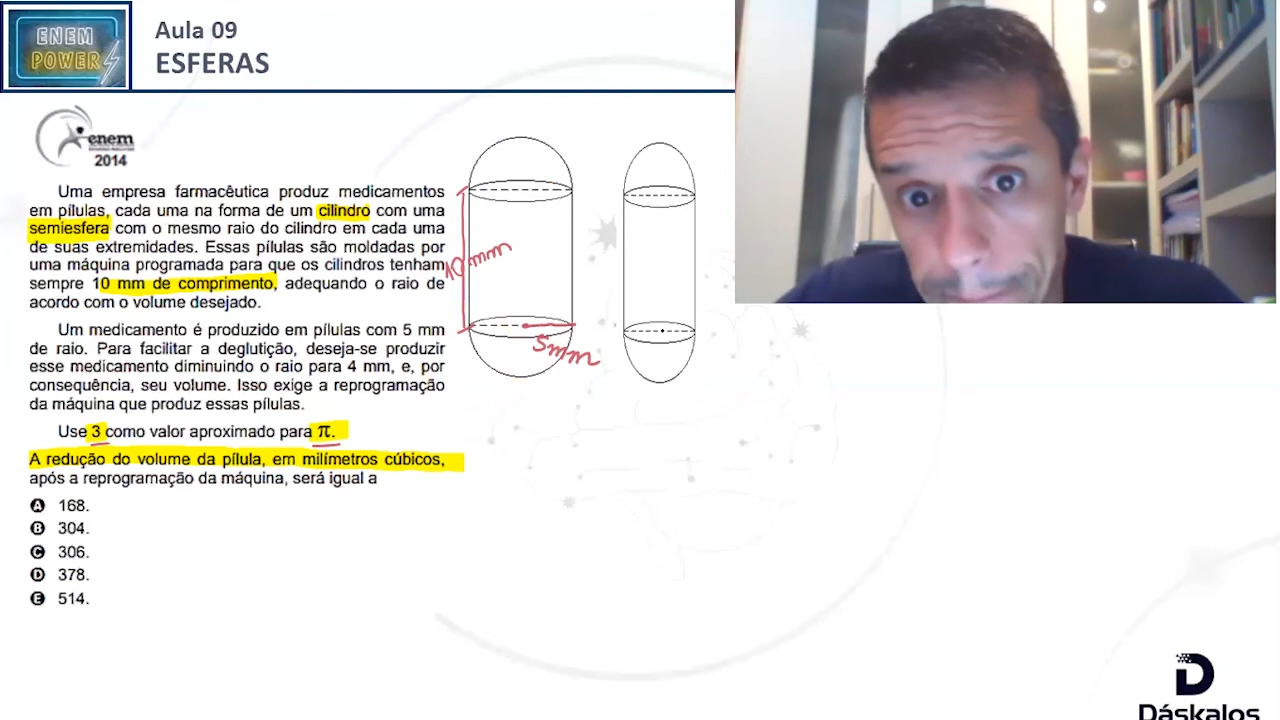 ENEM
POWER
Aula 09
ESFERAS
enem
2014
Uma empresa farmacêutica produz medicamentos
em pílulas, cada uma na forma de um cilindro com uma
semiesfera com o mesmo raio do cilindro em cada uma
de suas extremidades. Essas pílulas são moldadas por
uma máquina programada para que os cilindros tenham
sempre 10 mm de comprimento, adequando o raio de
acordo com o volume desejado.
Um medicamento é produzido em pílulas com 5 mm
de raio. Para facilitar a deglutição, deseja-se produzir
esse medicamento diminuindo o raio para 4 mm, e, por
consequência, seu volume. Isso exige a reprogramação
da máquina que produz essas pílulas.
Use 3 como valor aproximado para π.
A redução do volume da pílula, em milímetros cúbicos,
após a reprogramação da máquina, será igual a
A 168.
B 304.
C 306.
D 378.
E 514.
10mm
5mm
Dáskalos